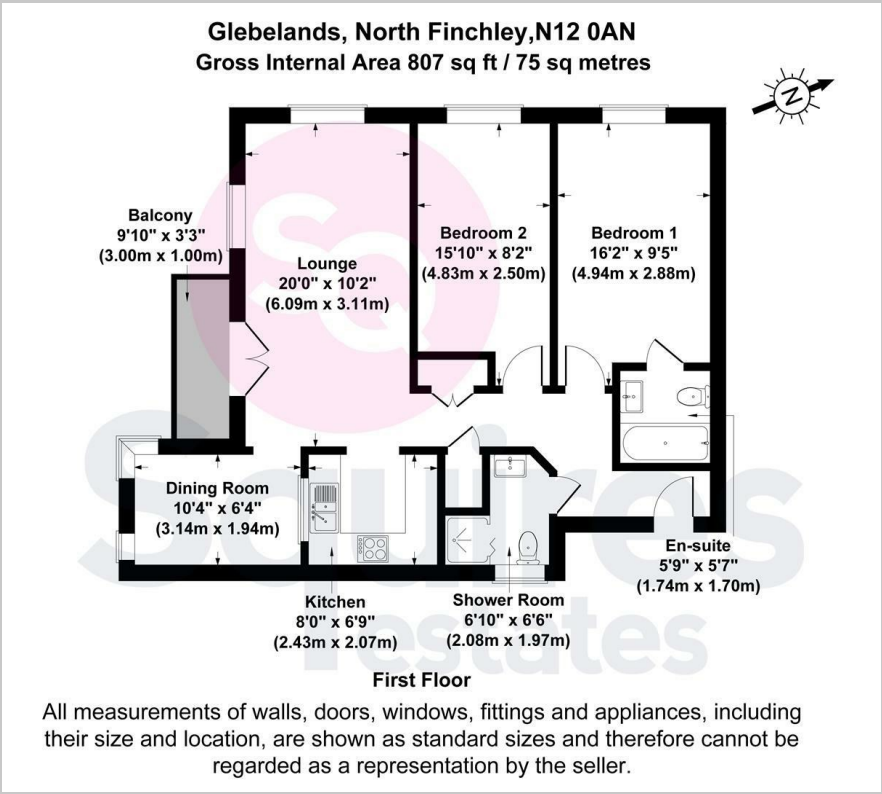 Glebelands, North Finchley,N12 0AN
Gross Internal Area 807 sq ft / 75 sq metres
N
Balcony
9'10" x 3'3"
(3.00m x 1.00m)
Lounge
20'0" x 10'2"
(6.09m x 3.11m)
Bedroom 2
15'10" x 8'2"
(4.83m x 2.50m)
Bedroom 1
16'2" x 9'5"
(4.94m x 2.88m)
SQ
Squires
estates
Dining Room
10'4" x 6'4"
(3.14m x 1.94m)
Kitchen
8'0" x 6'9"
(2.43m x 2.07m)
Shower Room
6'10" x 6'6"
(2.08m x 1.97m)
En-suite
5'9" x 5'7"
(1.74m x 1.70m)
First Floor
All measurements of walls, doors, windows, fittings and appliances, including
their size and location, are shown as standard sizes and therefore cannot be
regarded as a representation by the seller.